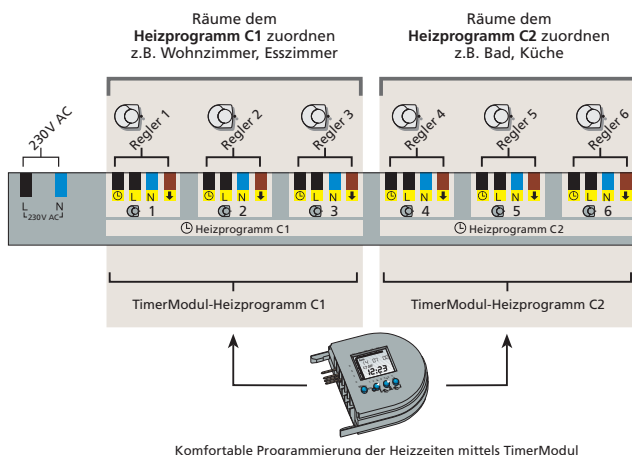 Räume dem
Heizprogramm C1 zuordnen
z.B. Wohnzimmer, Esszimmer
Räume dem
Heizprogramm C2 zuordnen
z.B. Bad, Küche
230V AC
Regler 1
Regler 2
Regler 3
Regler 4
Regler 5
Regler 6
L N
230V AC
L N
L N
L N
L N
L N
L N
1
2
3
4
5
6
Heizprogramm C1
Heizprogramm C2
TimerModul-Heizprogramm C1
TimerModul-Heizprogramm C2
12:23
Komfortable Programmierung der Heizzeiten mittels TimerModul